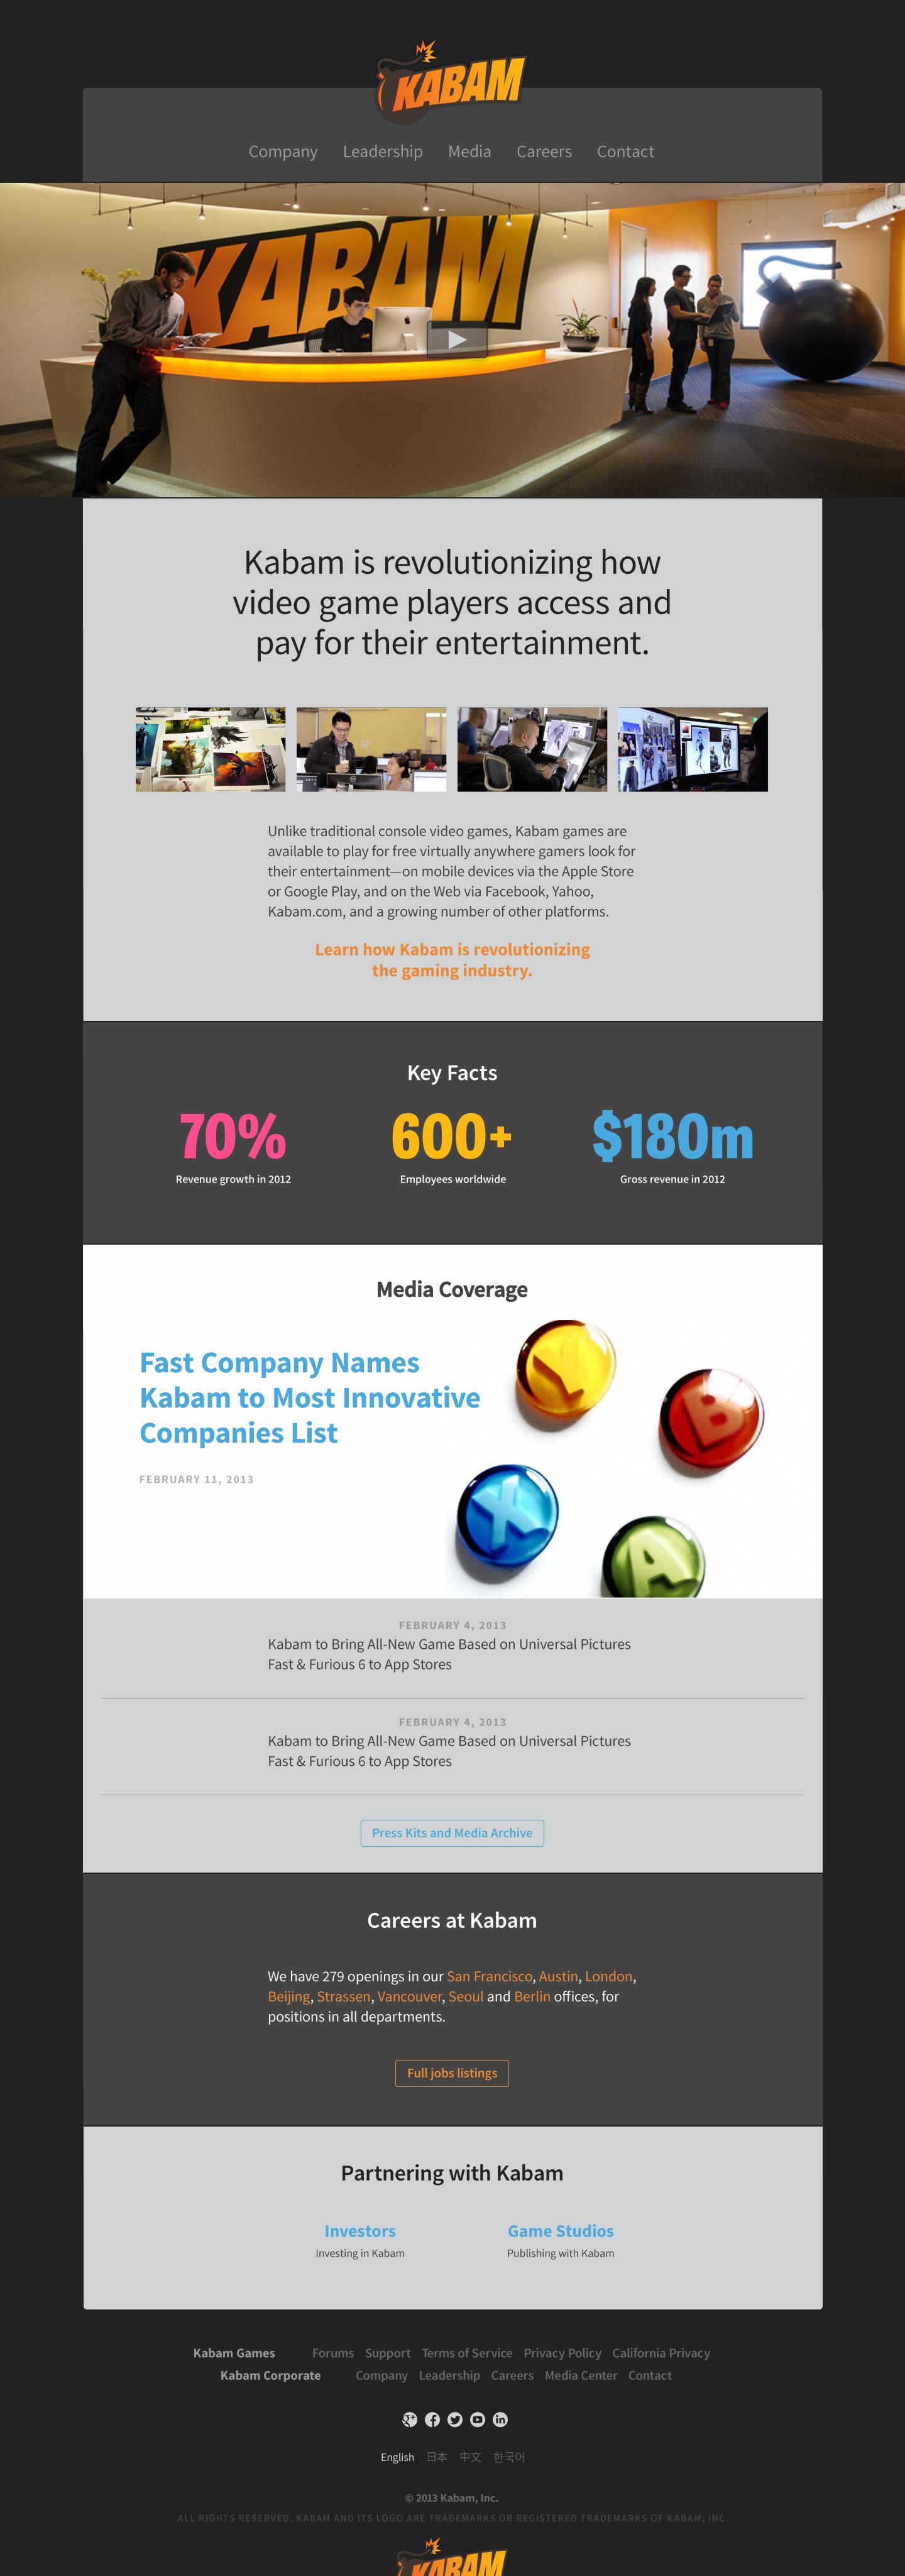 KABAM
Company Leadership Media Careers Contact
KABAM
Kabam is revolutionizing how
video game players access and
pay for their entertainment.
Unlike traditional console video games, Kabam games are
available to play for free virtually anywhere gamers look for
their entertainment—on mobile devices via the Apple Store
or Google Play, and on the Web via Facebook, Yahoo,
Kabam.com, and a growing number of other platforms.
Learn how Kabam is revolutionizing
the gaming industry.
Key Facts
70% 600+ $180m
Revenue growth in 2012 Employees worldwide Gross revenue in 2012
Media Coverage
Fast Company Names
Kabam to Most Innovative
Companies List
FEBRUARY 11, 2013
Y
B
X
A
FEBRUARY 4, 2013
Kabam to Bring All-New Game Based on Universal Pictures
Fast & Furious 6 to App Stores
FEBRUARY 4, 2013
Kabam to Bring All-New Game Based on Universal Pictures
Fast & Furious 6 to App Stores
Press Kits and Media Archive
Careers at Kabam
We have 279 openings in our San Francisco, Austin, London,
Beijing, Strassen, Vancouver, Seoul and Berlin offices, for
positions in all departments.
Full jobs listings
Partnering with Kabam
Investors Game Studios
Investing in Kabam Publishing with Kabam
Kabam Games Forums Support Terms of Service Privacy Policy California Privacy
Kabam Corporate Company Leadership Careers Media Center Contact
English 日本 中文 한국어
© 2013 Kabam, Inc.
ALL RIGHTS RESERVED. KABAM AND ITS LOGO ARE TRADEMARKS OR REGISTERED TRADEMARKS OF KABAM, INC.
KABAM